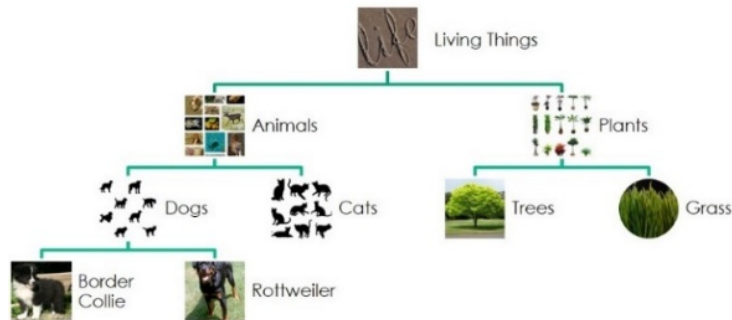 life
Living Things
Animals
Plants
Dogs
Cats
Trees
Grass
Border
Collie
Rottweiler